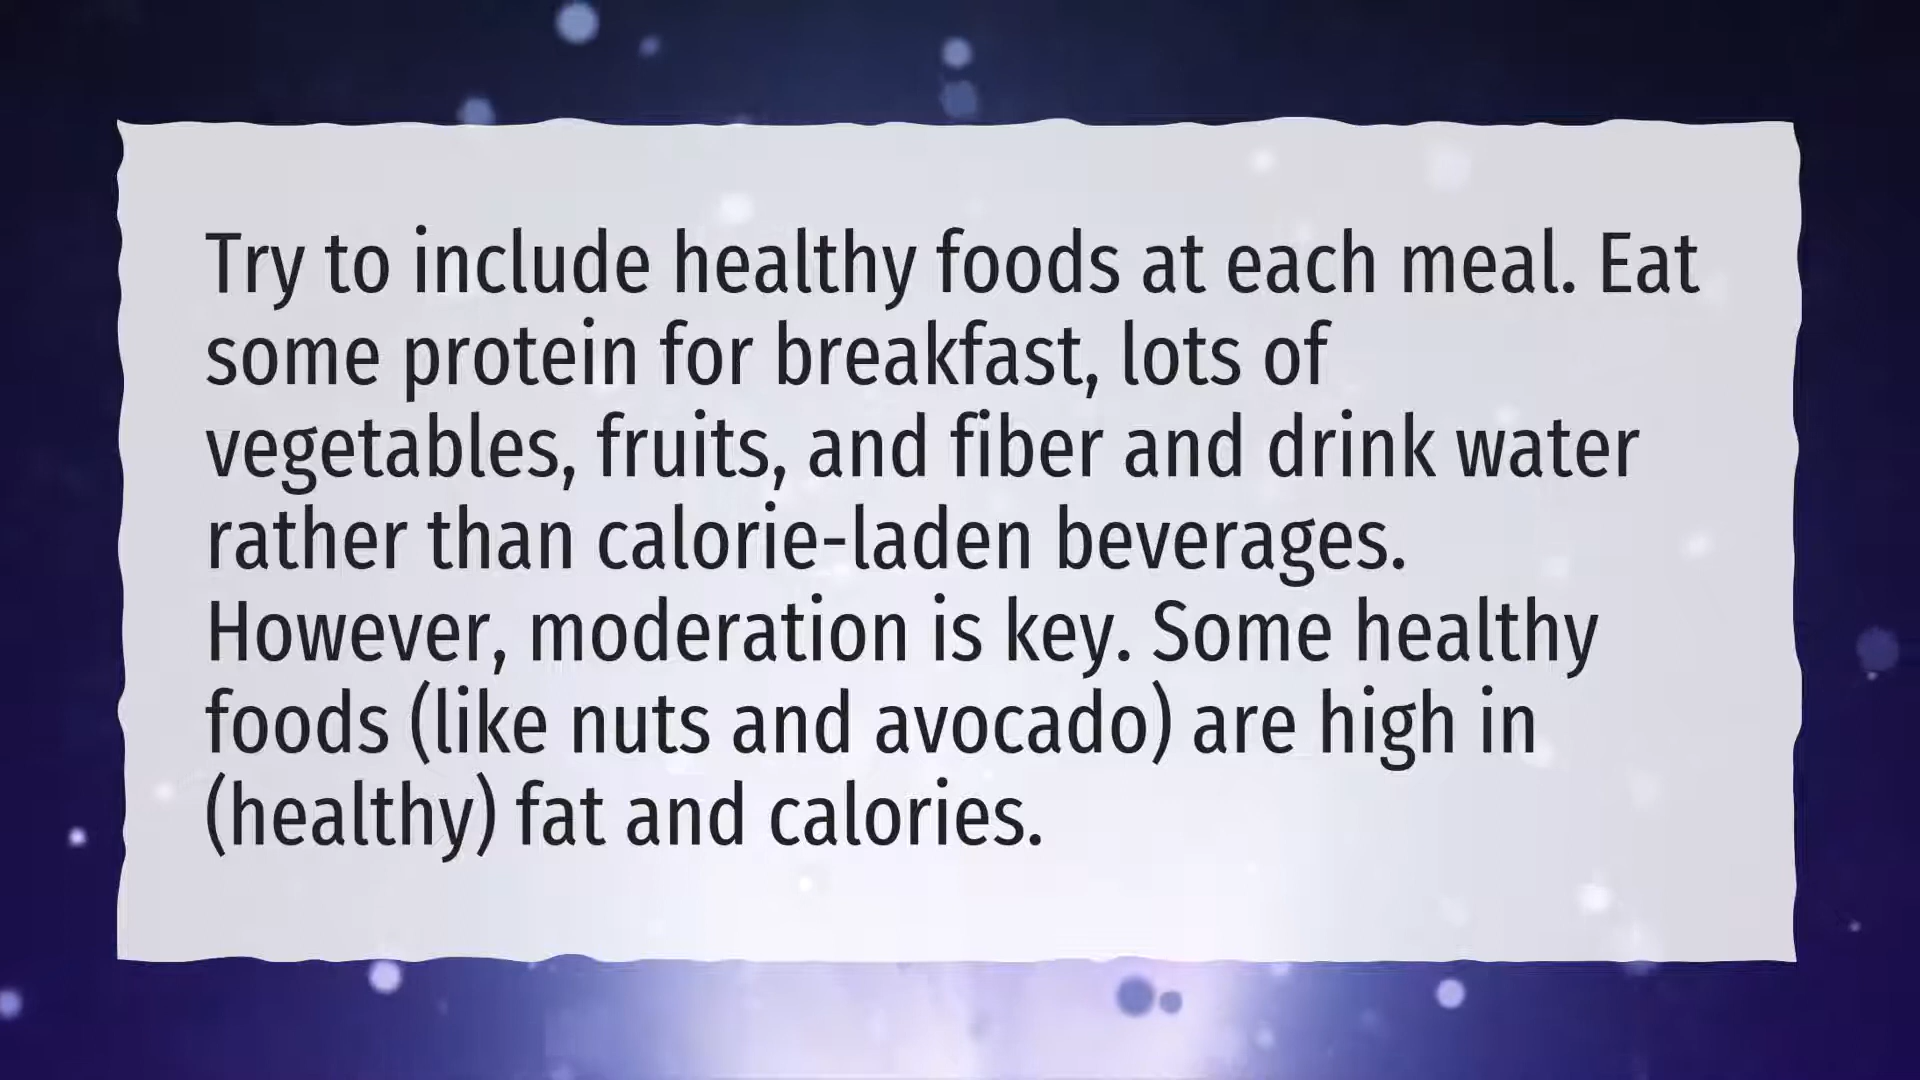 Try to include healthy foods at each meal. Eat
some protein for breakfast, lots of
vegetables, fruits, and fiber and drink water
rather than calorie-laden beverages.
However, moderation is key. Some healthy
foods (like nuts and avocado) are high in
(healthy) fat and calories.